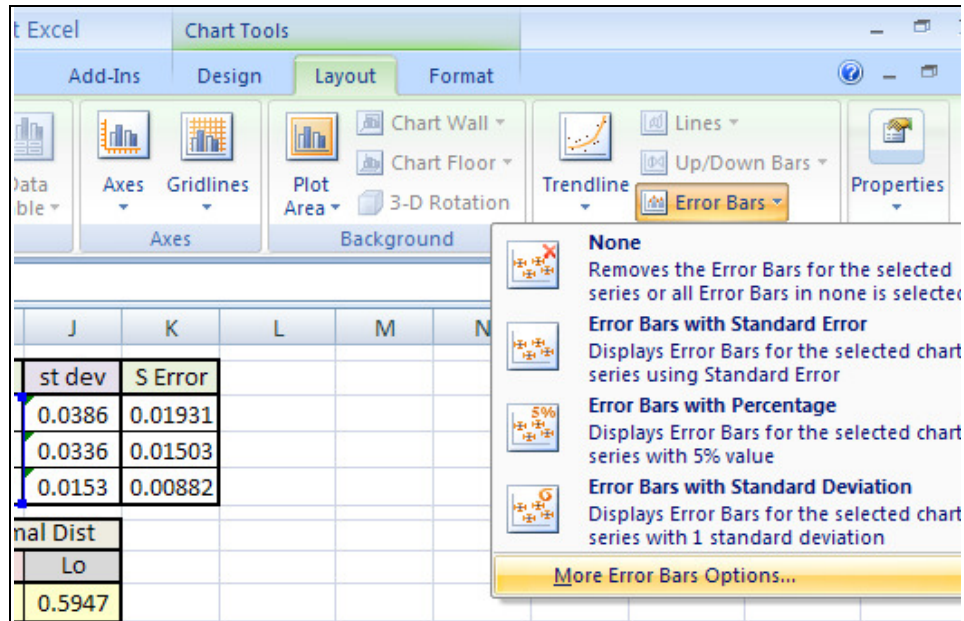 t Excel
Chart Tools
Add-Ins
Design
Layout
Format
Chart Wall
Chart Floor
3-D Rotation
Lines
Up/Down Bars
Error Bars
Data
ble
Axes
Gridlines
Plot
Area
Trendline
Properties
Axes
Background
None
Removes the Error Bars for the selected
series or all Error Bars in none is selected
Error Bars with Standard Error
Displays Error Bars for the selected chart
series using Standard Error
5%
Error Bars with Percentage
Displays Error Bars for the selected chart
series with 5% value
σ
Error Bars with Standard Deviation
Displays Error Bars for the selected chart
series with 1 standard deviation
More Error Bars Options...
J K L M N
st dev S Error
0.0386 0.01931
0.0336 0.01503
0.0153 0.00882
mal Dist
Lo
0.5947